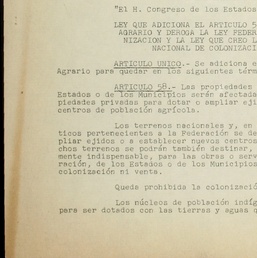 "El H. Congreso de los Estados
LEY QUE ADICIONA EL ARTICULO 5
AGRARIO Y DEROGA LA LEY FEDER
NIZACION Y LA LEY QUE CREO L
NACIONAL DE COLONIZACI
ARTICULO UNICO.- Se adiciona e
Agrario para quedar en los siguientes térm
ARTICULO 58.- Las propiedades
Estados o de los Municipios serán afectada
piedades privadas para dotar o ampliar eji
centros de población agrícola.
Los terrenos nacionales y, en
ticos pertenecientes a la Federación se de
pliar ejidos o a establecer nuevos centros
chos terrenos se podrán también destinar,
mente indispensable, para las obras o serv
ración, de los Estados o de los Municipios
colonización ni venta.
Queda prohibida la colonizació
Los núcleos de población indíg
para ser dotados con las tierras y aguas q